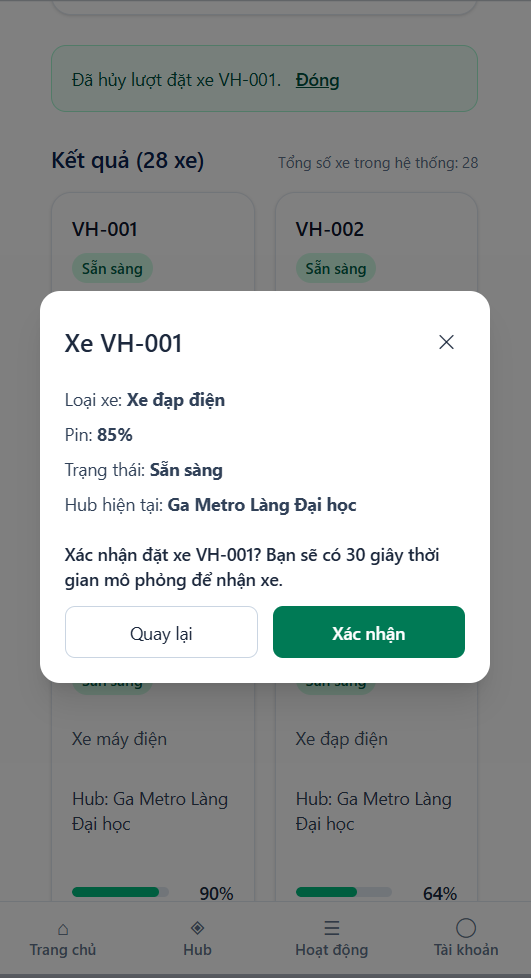 Đã hủy lượt đặt xe VH-001. Đóng
Kết quả (28 xe)
Tổng số xe trong hệ thống: 28
VH-001
VH-002
Sẵn sàng
Sẵn sàng
Xe VH-001
Loại xe: Xe đạp điện
Pin: 85%
Trạng thái: Sẵn sàng
Hub hiện tại: Ga Metro Làng Đại học
Xác nhận đặt xe VH-001? Bạn sẽ có 30 giây thời
gian mô phỏng để nhận xe.
Quay lại
Xác nhận
Sẵn sàng
Sẵn sàng
Xe máy điện
Xe đạp điện
Hub: Ga Metro Làng
Đại học
Hub: Ga Metro Làng
Đại học
90%
64%
Trang chủ
Hub
Hoạt động
Tài khoản